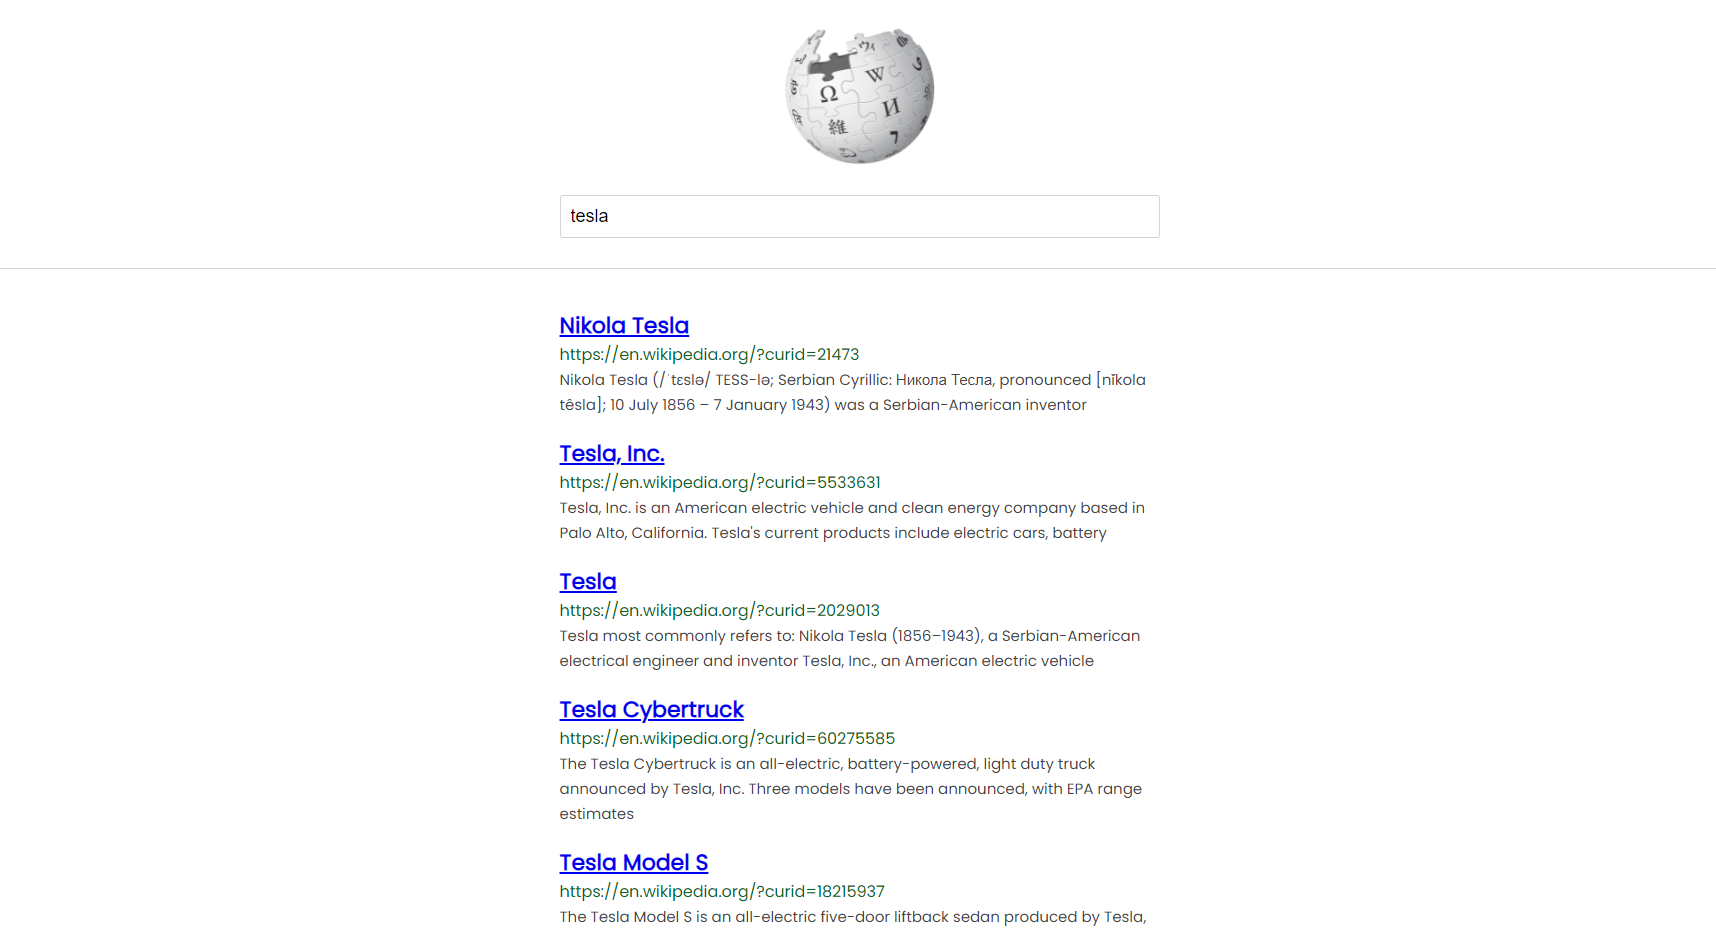 Ω W И 維 ウィ
tesla
Nikola Tesla
https://en.wikipedia.org/?curid=21473
Nikola Tesla (/ˈtɛslə/ TESS-lə; Serbian Cyrillic: Никола Тесла, pronounced [nǐkola
têsla]; 10 July 1856 – 7 January 1943) was a Serbian-American inventor
Tesla, Inc.
https://en.wikipedia.org/?curid=5533631
Tesla, Inc. is an American electric vehicle and clean energy company based in
Palo Alto, California. Tesla's current products include electric cars, battery
Tesla
https://en.wikipedia.org/?curid=2029013
Tesla most commonly refers to: Nikola Tesla (1856–1943), a Serbian-American
electrical engineer and inventor Tesla, Inc., an American electric vehicle
Tesla Cybertruck
https://en.wikipedia.org/?curid=60275585
The Tesla Cybertruck is an all-electric, battery-powered, light duty truck
announced by Tesla, Inc. Three models have been announced, with EPA range
estimates
Tesla Model S
https://en.wikipedia.org/?curid=18215937
The Tesla Model S is an all-electric five-door liftback sedan produced by Tesla,